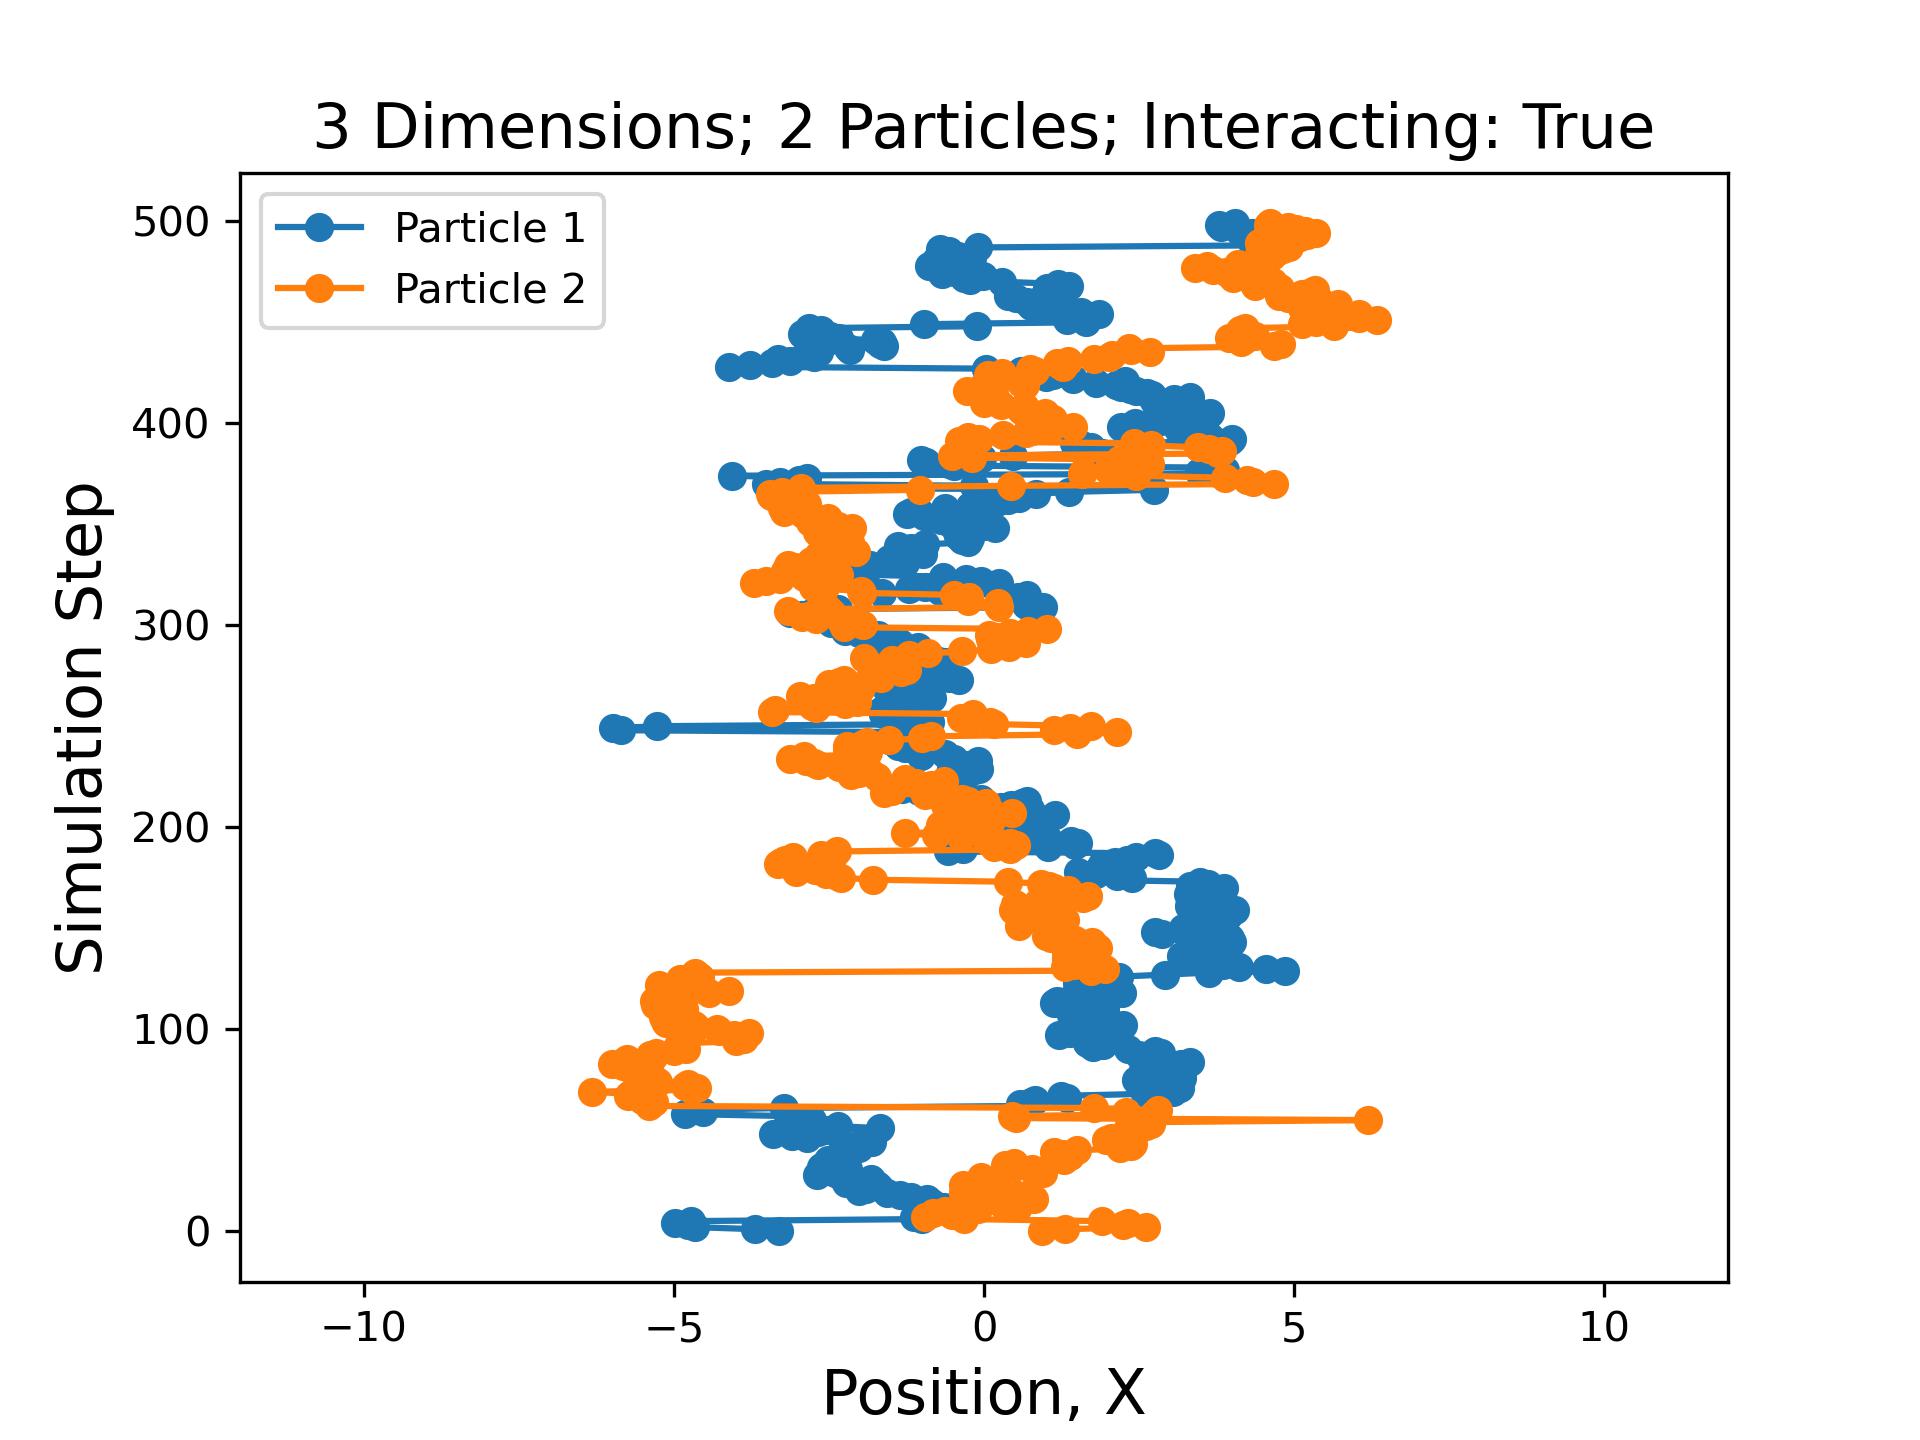 3 Dimensions; 2 Particles; Interacting: True
Particle 1
Particle 2
500
400
300
200
100
0
Simulation Step
−10
−5
0
5
10
Position, X